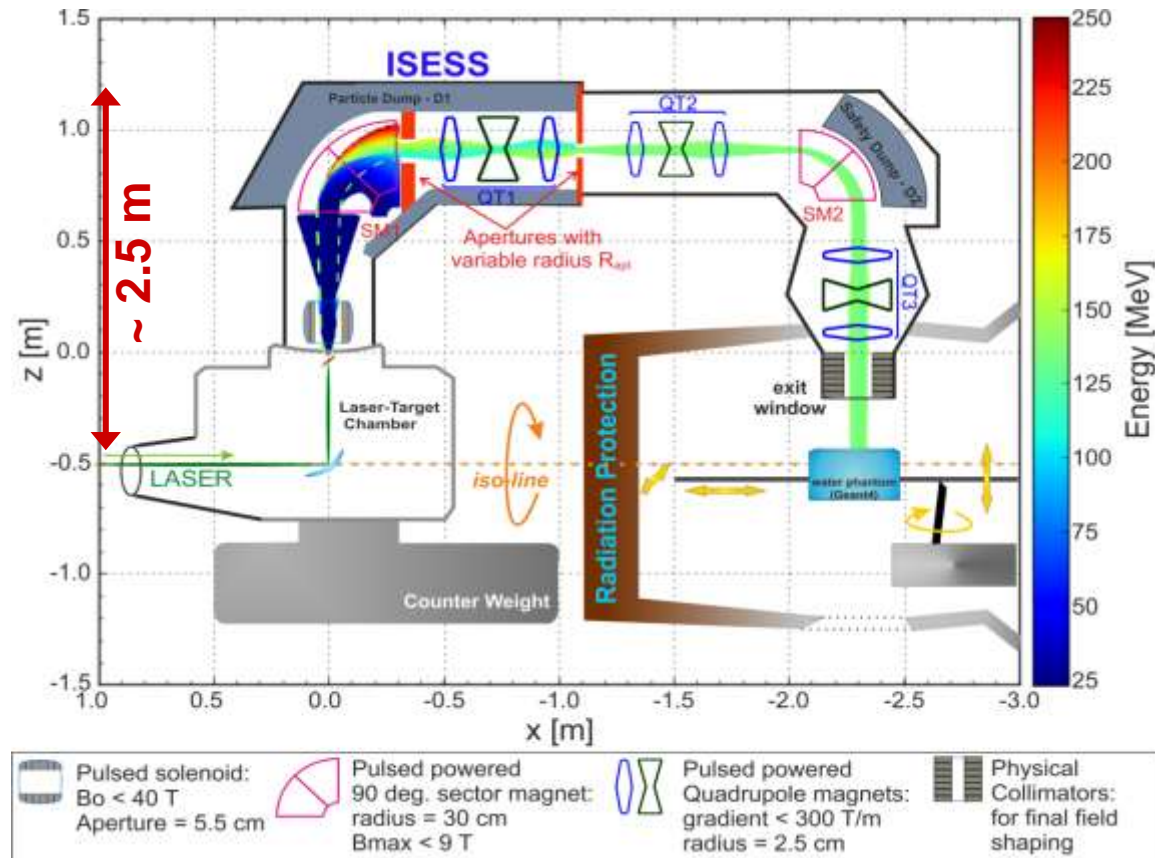 ISESS
Particle Dump - D1
Safety Dump - D2
QT2
QT1
SM1
SM2
QT3
Apertures with
variable radius Rapt
~ 2.5 m
Laser-Target
Chamber
LASER
iso-line
Counter Weight
Radiation Protection
exit
window
water phantom
(Geant4)
z [m]
1.5
1.0
0.5
0.0
-0.5
-1.0
-1.5
1.0
0.5
0.0
-0.5
-1.0
-1.5
-2.0
-2.5
-3.0
x [m]
250
225
200
175
150
125
100
75
50
25
Energy [MeV]
Pulsed solenoid:
Bo < 40 T
Aperture = 5.5 cm
Pulsed powered
90 deg. sector magnet:
radius = 30 cm
Bmax < 9 T
Pulsed powered
Quadrupole magnets:
gradient < 300 T/m
radius = 2.5 cm
Physical
Collimators:
for final field
shaping